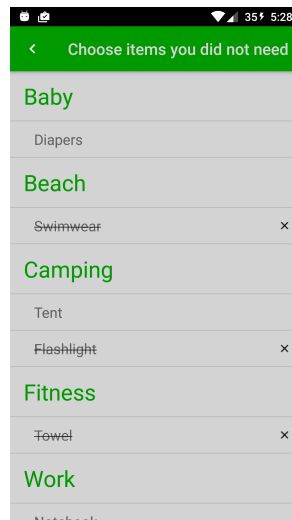 35 5:28
Choose items you did not need
Baby
Diapers
Beach
Swimwear ×
Camping
Tent
Flashlight ×
Fitness
Towel ×
Work
Notebook